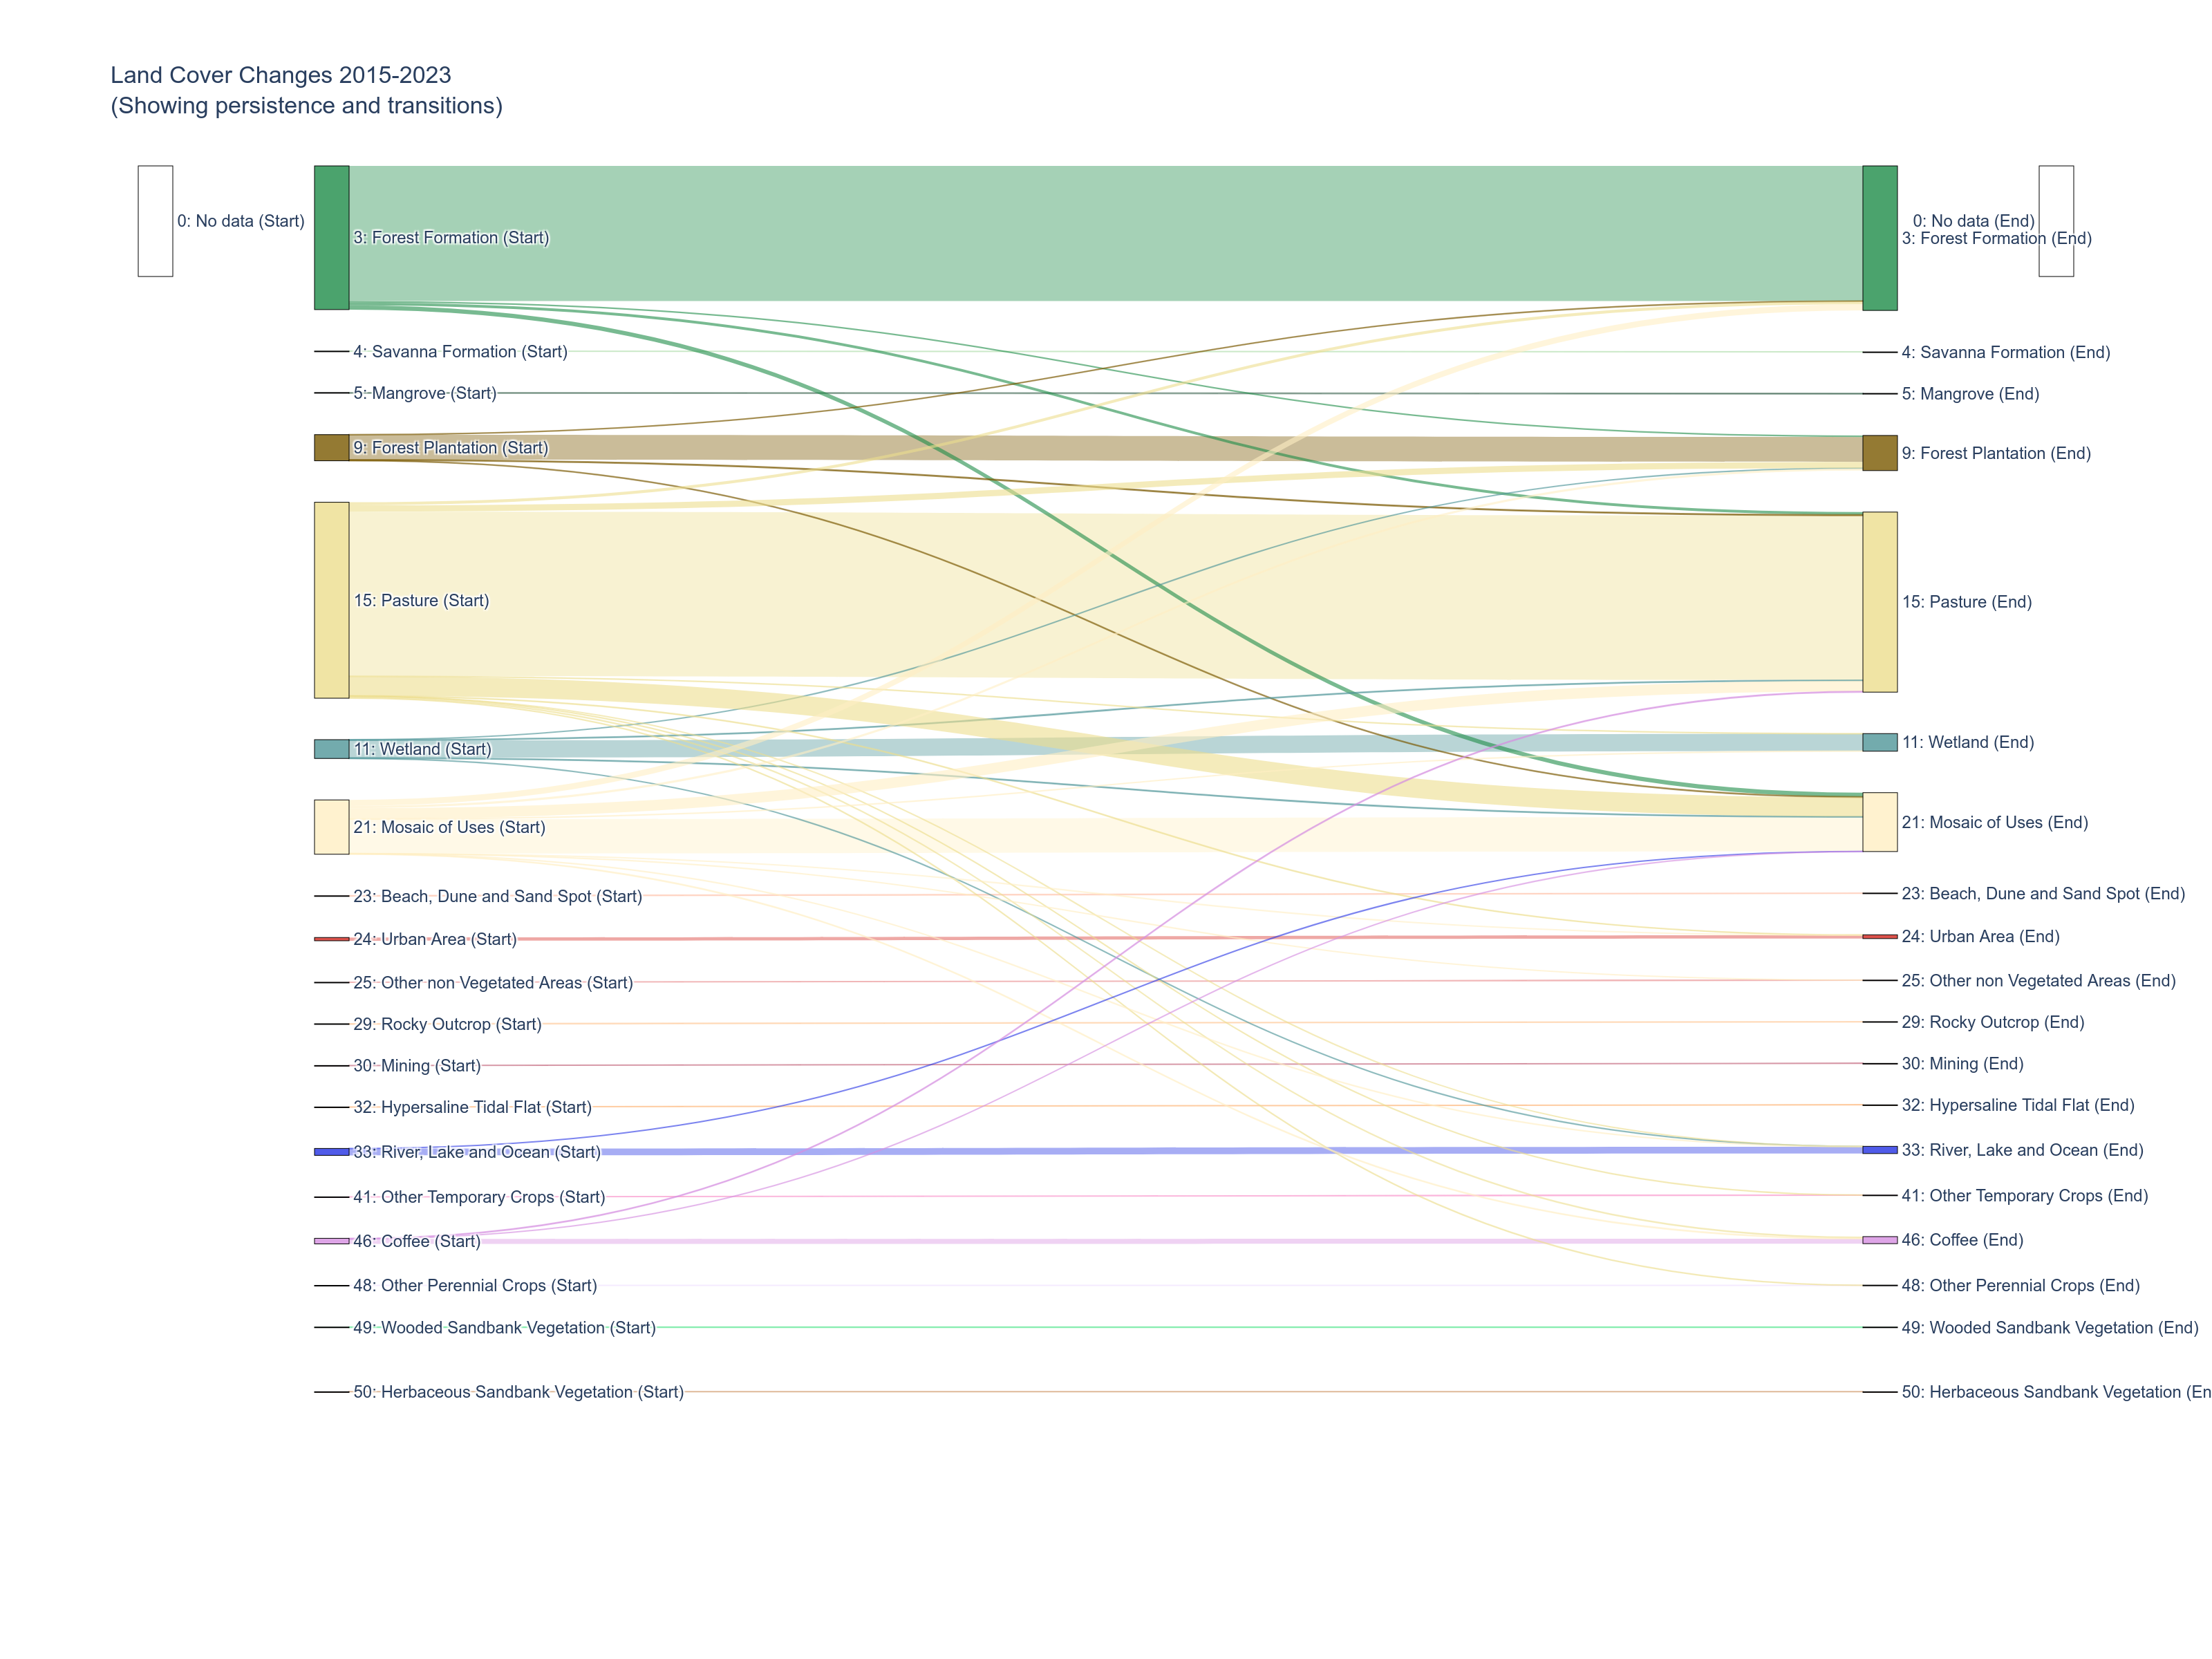 Land Cover Changes 2015-2023
(Showing persistence and transitions)
0: No data (Start)
3: Forest Formation (Start)
4: Savanna Formation (Start)
5: Mangrove (Start)
9: Forest Plantation (Start)
15: Pasture (Start)
11: Wetland (Start)
21: Mosaic of Uses (Start)
23: Beach, Dune and Sand Spot (Start)
24: Urban Area (Start)
25: Other non Vegetated Areas (Start)
29: Rocky Outcrop (Start)
30: Mining (Start)
32: Hypersaline Tidal Flat (Start)
33: River, Lake and Ocean (Start)
41: Other Temporary Crops (Start)
46: Coffee (Start)
48: Other Perennial Crops (Start)
49: Wooded Sandbank Vegetation (Start)
50: Herbaceous Sandbank Vegetation (Start)
0: No data (End)
3: Forest Formation (End)
4: Savanna Formation (End)
5: Mangrove (End)
9: Forest Plantation (End)
15: Pasture (End)
11: Wetland (End)
21: Mosaic of Uses (End)
23: Beach, Dune and Sand Spot (End)
24: Urban Area (End)
25: Other non Vegetated Areas (End)
29: Rocky Outcrop (End)
30: Mining (End)
32: Hypersaline Tidal Flat (End)
33: River, Lake and Ocean (End)
41: Other Temporary Crops (End)
46: Coffee (End)
48: Other Perennial Crops (End)
49: Wooded Sandbank Vegetation (End)
50: Herbaceous Sandbank Vegetation (En